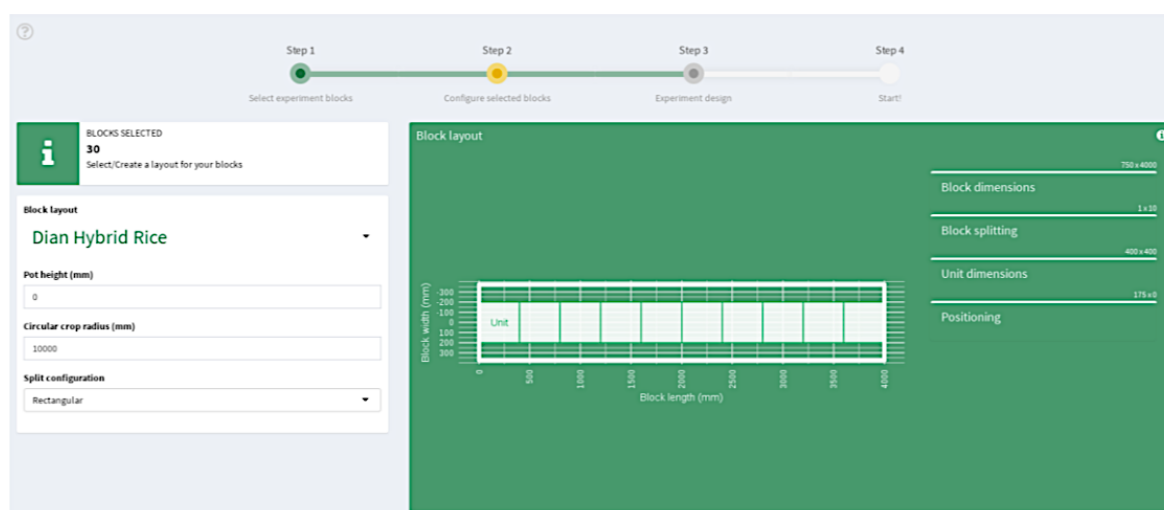 ?
Step 1
Step 2
Step 3
Step 4
Select experiment blocks
Configure selected blocks
Experiment design
Start!
i
BLOCKS SELECTED
30
Select/Create a layout for your blocks
Block layout
Dian Hybrid Rice
Pot height (mm)
0
Circular crop radius (mm)
10000
Split configuration
Rectangular
Block layout
i
750 x 4000
Block dimensions
1 x 10
Block splitting
400 x 400
Unit dimensions
175 x 0
Positioning
Block width (mm)
-300
-200
-100
0
100
200
300
Unit
0
500
1000
1500
2000
2500
3000
3500
4000
Block length (mm)